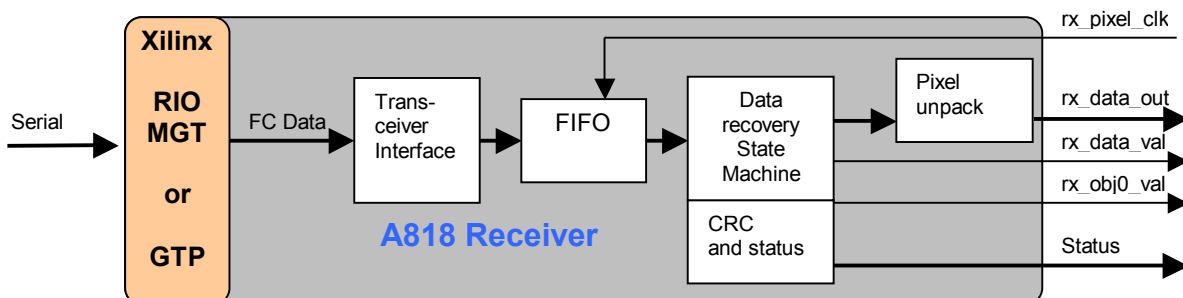 rx_pixel_clk
Xilinx
RIO
MGT
or
GTP
Serial
FC Data
Trans-
ceiver
Interface
FIFO
Data
recovery
State
Machine
CRC
and status
Pixel
unpack
rx_data_out
rx_data_val
rx_obj0_val
Status
A818 Receiver